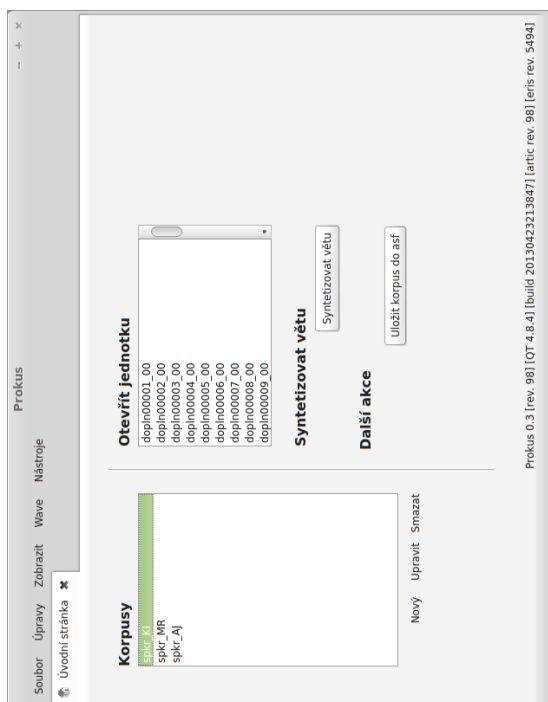 Prokus
Soubor Úpravy Zobrazit Wave Nástroje
Úvodní stránka
Korpusy
spkr_KI
spkr_MR
spkr_AJ
Nový Upravit Smazat
Otevřít jednotku
dopln00001_00
dopln00002_00
dopln00003_00
dopln00004_00
dopln00005_00
dopln00006_00
dopln00007_00
dopln00008_00
dopln00009_00
Syntetizovat větu
Syntetizovat větu
Další akce
Uložit korpus do asf
Prokus 0.3 [rev. 98] [QT 4.8.4] [build 20130423213847] [artic rev. 98] [eris rev. 5494]